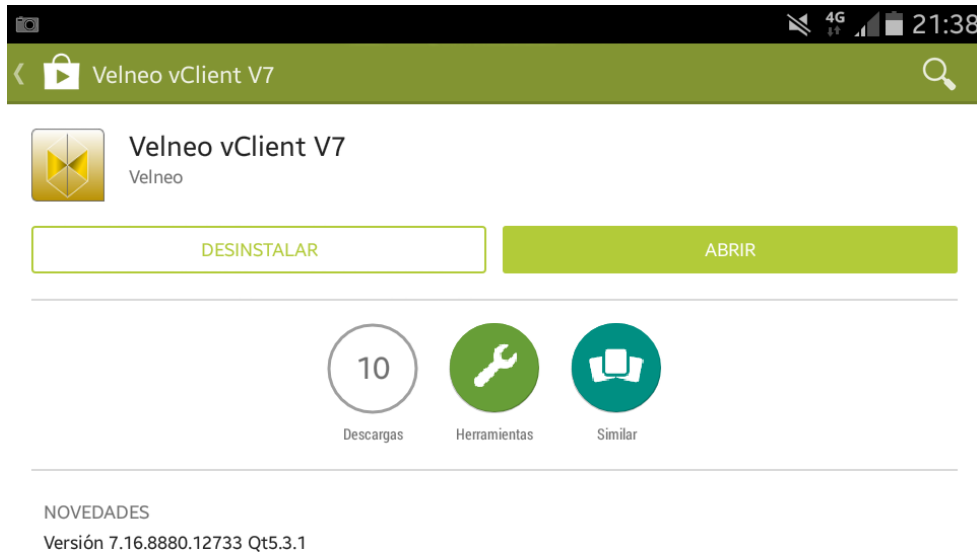 4G 21:38
Velneo vClient V7
Velneo vClient V7
Velneo
DESINSTALAR ABRIR
10
Descargas Herramientas Similar
NOVEDADES
Versión 7.16.8880.12733 Qt5.3.1